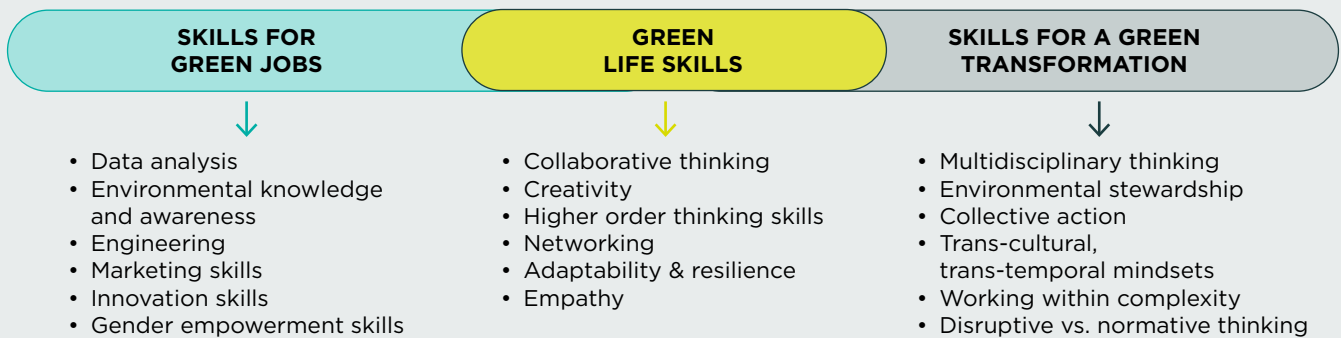 SKILLS FOR
GREEN JOBS
• Data analysis
• Environmental knowledge
and awareness
• Engineering
• Marketing skills
• Innovation skills
• Gender empowerment skills
GREEN
LIFE SKILLS
• Collaborative thinking
• Creativity
• Higher order thinking skills
• Networking
• Adaptability & resilience
• Empathy
SKILLS FOR A GREEN
TRANSFORMATION
• Multidisciplinary thinking
• Environmental stewardship
• Collective action
• Trans-cultural,
trans-temporal mindsets
• Working within complexity
• Disruptive vs. normative thinking